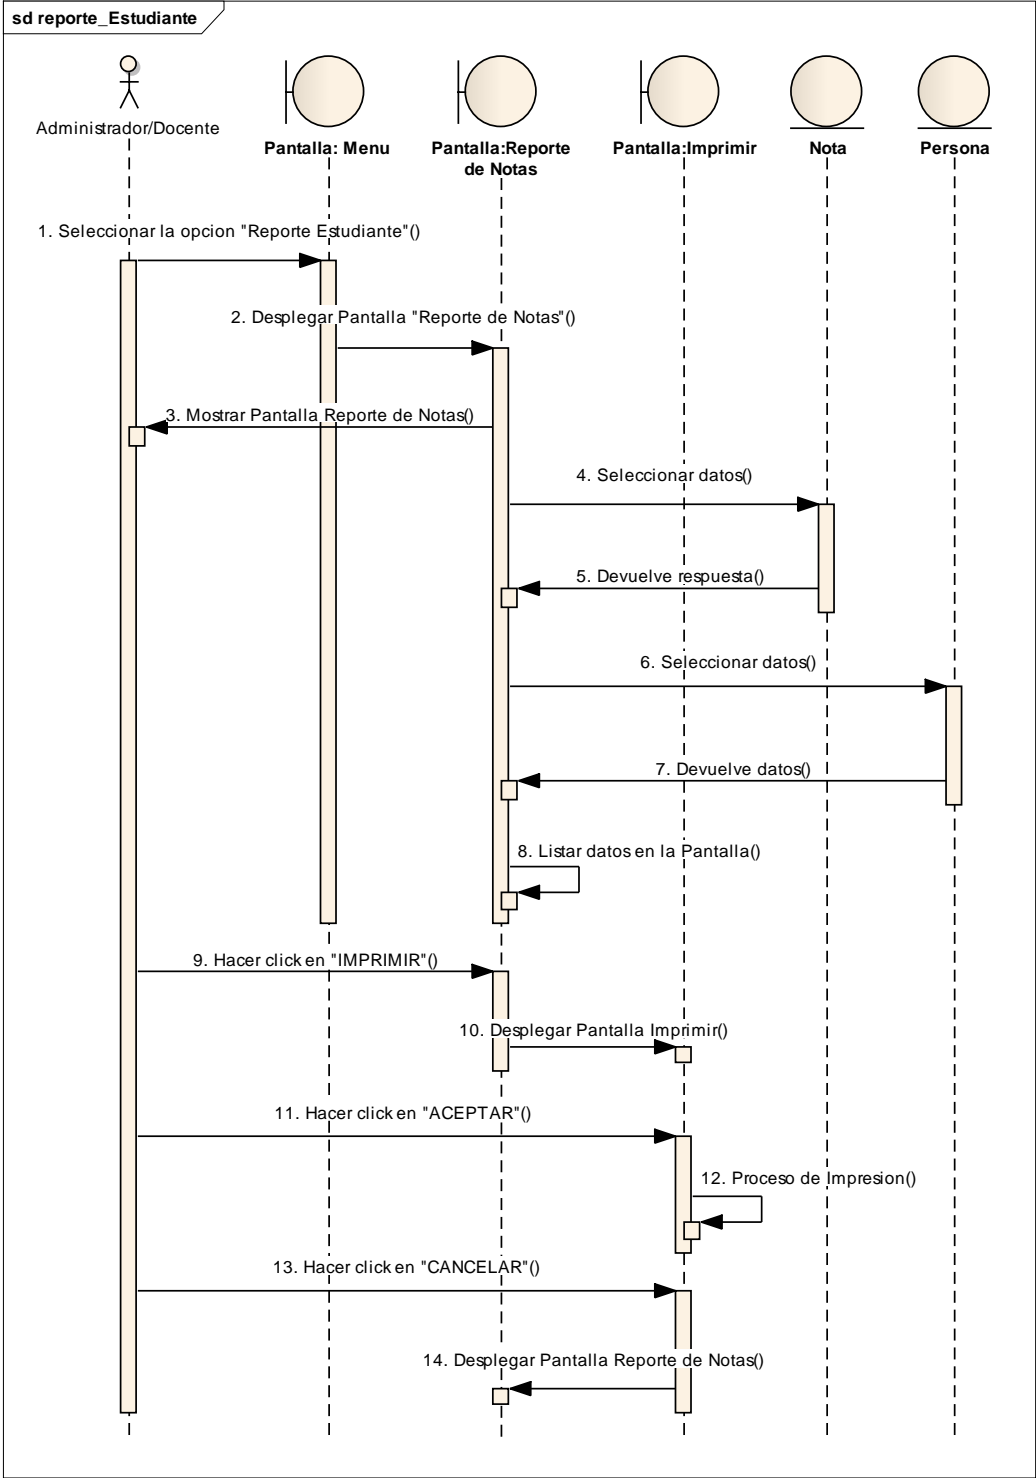 sd reporte_Estudiante
Administrador/Docente
Pantalla: Menu
Pantalla:Reporte
de Notas
Pantalla:Imprimir
Nota
Persona
1. Seleccionar la opcion "Reporte Estudiante"()
2. Desplegar Pantalla "Reporte de Notas"()
3. Mostrar Pantalla Reporte de Notas()
4. Seleccionar datos()
5. Devuelve respuesta()
6. Seleccionar datos()
7. Devuelve datos()
8. Listar datos en la Pantalla()
9. Hacer click en "IMPRIMIR"()
10. Desplegar Pantalla Imprimir()
11. Hacer click en "ACEPTAR"()
12. Proceso de Impresion()
13. Hacer click en "CANCELAR"()
14. Desplegar Pantalla Reporte de Notas()